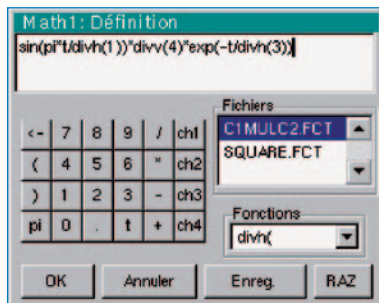 Math1: Définition
sin(pi*t/divh(1))*divv(4)*exp(-t/divh(3))
Fichiers
<- 7 8 9 / ch1
C1MULC2.FCT
SQUARE.FCT
( 4 5 6 * ch2
) 1 2 3 - ch3
Fonctions
pi 0 . t + ch4
divh(
OK Annuler Enreg. RAZ